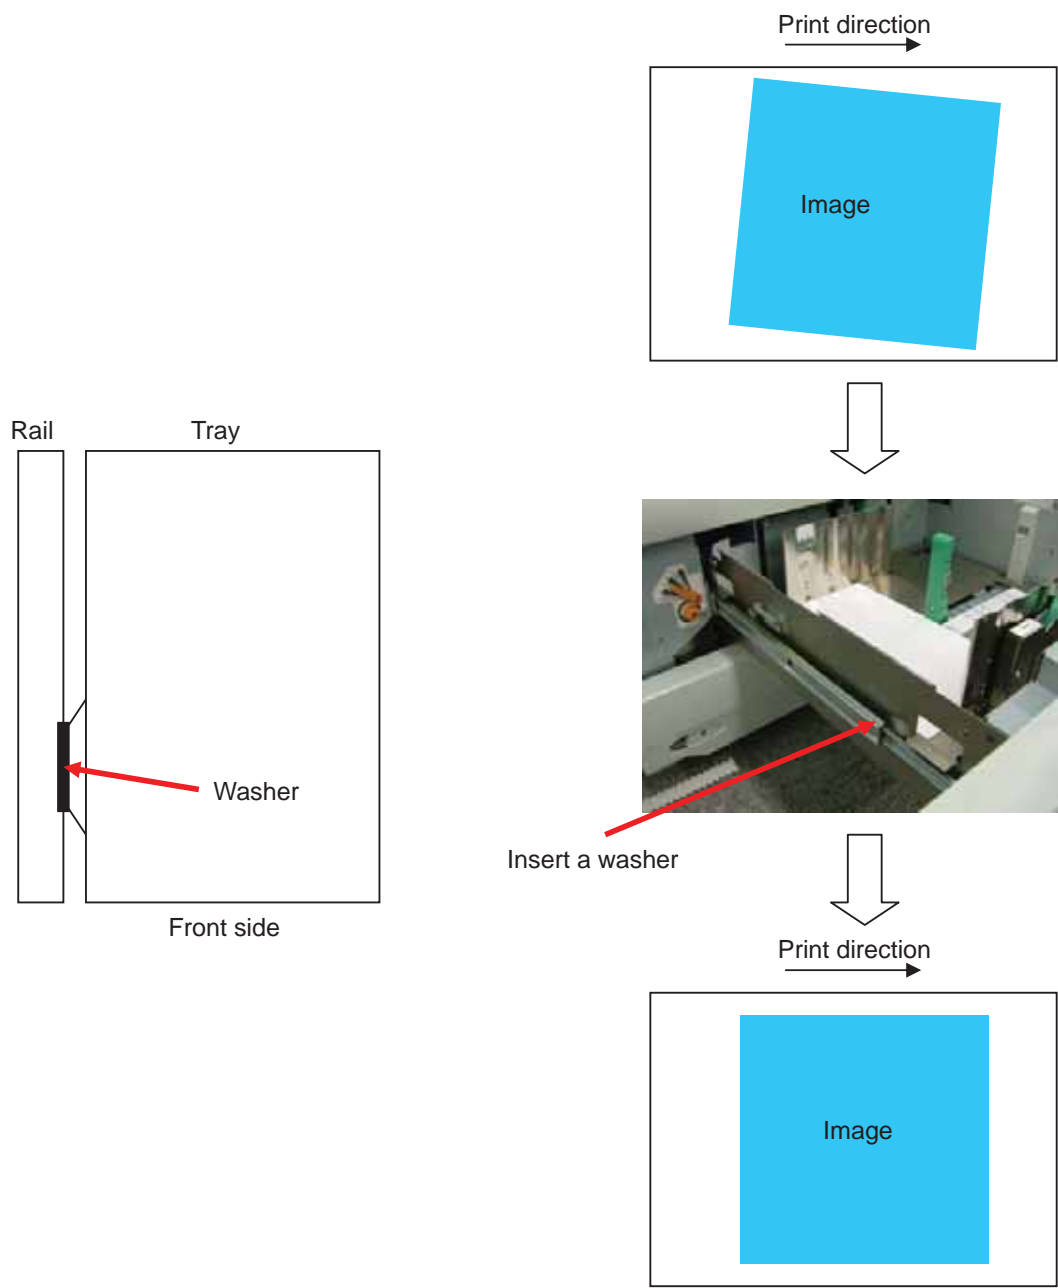 Print direction
Image
Rail
Tray
Washer
Front side
Insert a washer
Print direction
Image